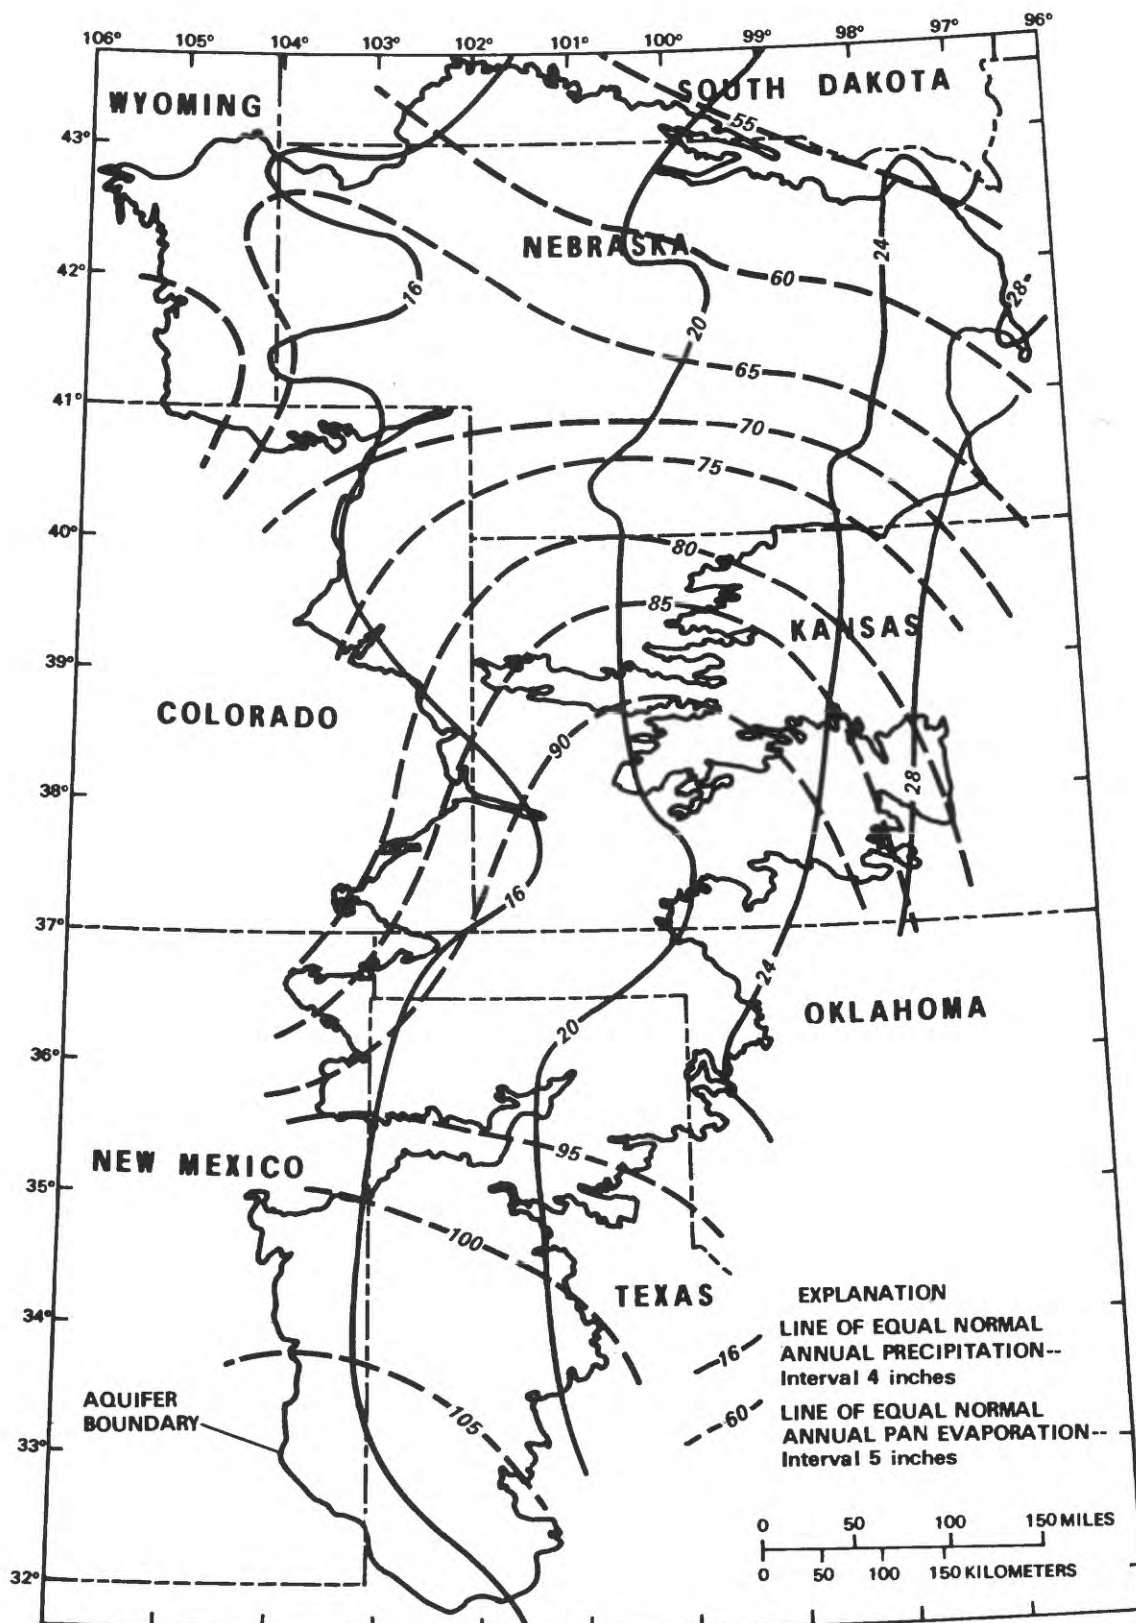 106° 105° 104° 103° 102° 101° 100° 99° 98° 97° 96°
WYOMING
SOUTH DAKOTA
43°
55
NEBRASKA
42°
24
60
28
16
20
65
41°
70
75
40°
80
85
KANSAS
39°
COLORADO
90
38°
28
16
37°
24
OKLAHOMA
20
36°
95
NEW MEXICO
35°
100
TEXAS
34°
EXPLANATION
16
LINE OF EQUAL NORMAL
ANNUAL PRECIPITATION--
Interval 4 inches
60
LINE OF EQUAL NORMAL
ANNUAL PAN EVAPORATION--
Interval 5 inches
AQUIFER
BOUNDARY
105
33°
0 50 100 150 MILES
0 50 100 150 KILOMETERS
32°